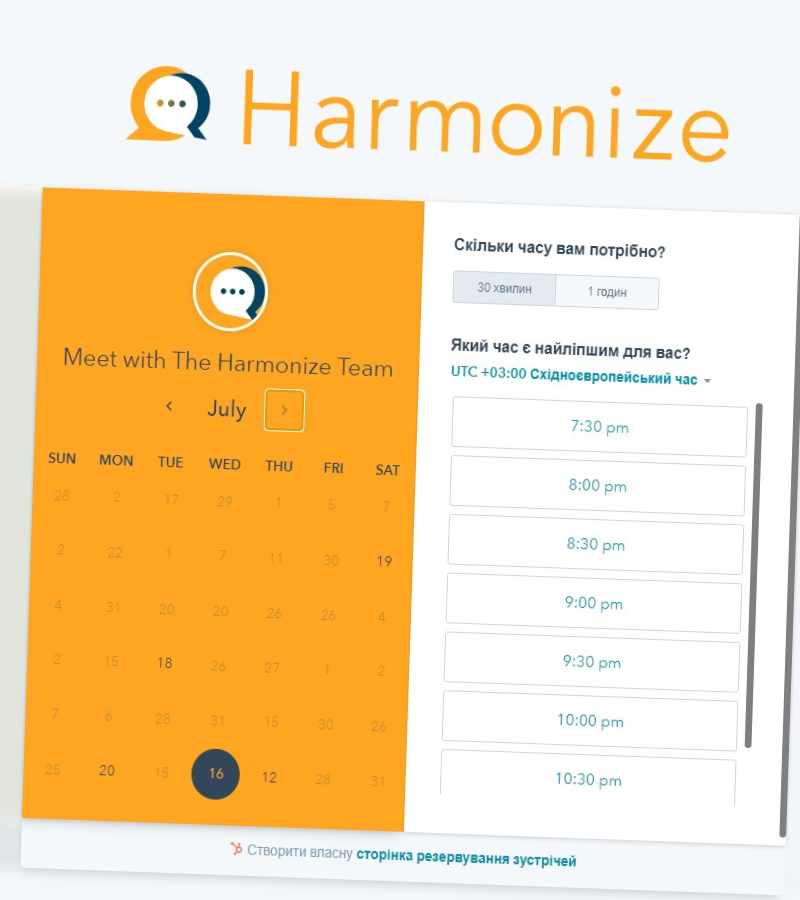 Harmonize
Meet with The Harmonize Team
July
SUN MON TUE WED THU FRI SAT
28 2 17 29 1 5 7
2 22 1 7 11 30 19
4 31 20 20 26 26 4
2 15 18 26 27 1 2
7 6 28 31 15 30 26
25 20 15 16 12 28 31
Скільки часу вам потрібно?
30 хвилин 1 годин
Який час є найліпшим для вас?
UTC +03:00 Східноєвропейський час
7:30 pm
8:00 pm
8:30 pm
9:00 pm
9:30 pm
10:00 pm
10:30 pm
Створити власну сторінка резервування зустрічей